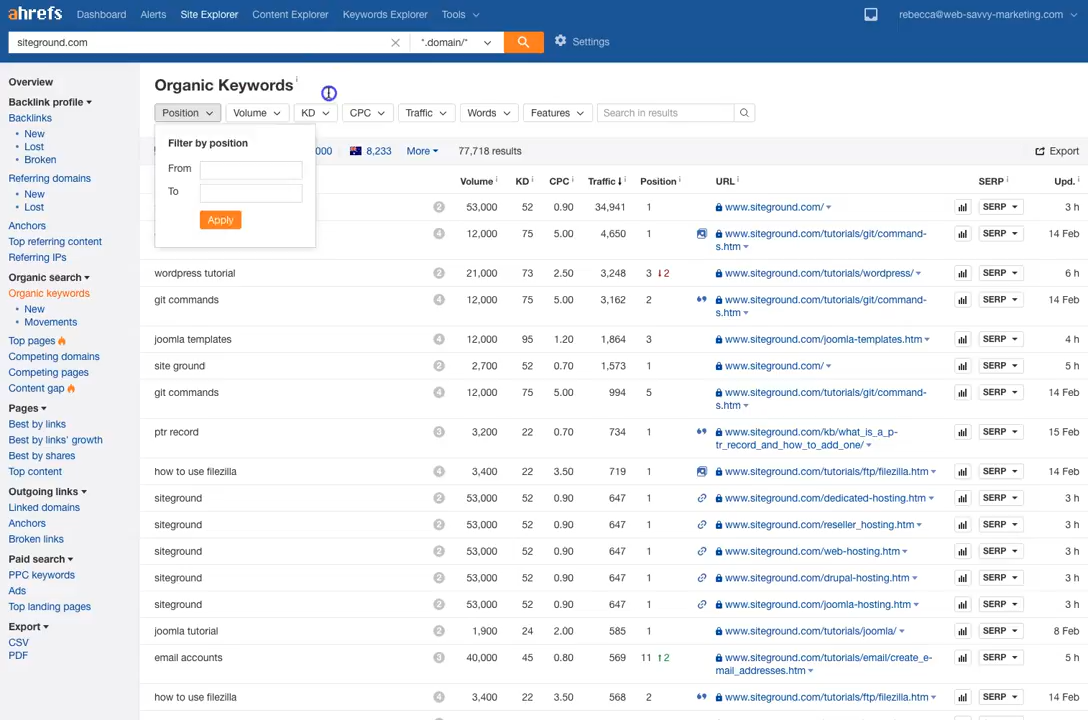 ahrefs Dashboard Alerts Site Explorer Content Explorer Keywords Explorer Tools rebecca@web-savvy-marketing.com
siteground.com *.domain/* Settings
Overview
Backlink profile
Backlinks
• New
• Lost
• Broken
Referring domains
• New
• Lost
Anchors
Top referring content
Referring IPs
Organic search
Organic keywords
• New
• Movements
Top pages
Competing domains
Competing pages
Content gap
Pages
Best by links
Best by links' growth
Best by shares
Top content
Outgoing links
Linked domains
Anchors
Broken links
Paid search
PPC keywords
Ads
Top landing pages
Export
CSV
PDF
Organic Keywords i
Position Volume KD CPC Traffic Words Features Search in results
Filter by position
From
To
Apply
000 8,233 More 77,718 results Export
Volume i KD i CPC i Traffic ↓ i Position i URL i SERP i Upd. i
2 53,000 52 0.90 34,941 1 www.siteground.com/ SERP 3 h
4 12,000 75 5.00 4,650 1 www.siteground.com/tutorials/git/command-
s.htm SERP 14 Feb
wordpress tutorial 2 21,000 73 2.50 3,248 3 ↓2 www.siteground.com/tutorials/wordpress/ SERP 6 h
git commands 4 12,000 75 5.00 3,162 2 www.siteground.com/tutorials/git/command-
s.htm SERP 14 Feb
joomla templates 4 12,000 95 1.20 1,864 3 www.siteground.com/joomla-templates.htm SERP 4 h
site ground 2 2,700 52 0.70 1,573 1 www.siteground.com/ SERP 5 h
git commands 4 12,000 75 5.00 994 5 www.siteground.com/tutorials/git/command-
s.htm SERP 14 Feb
ptr record 3 3,200 22 0.70 734 1 www.siteground.com/kb/what_is_a_p-
tr_record_and_how_to_add_one/ SERP 15 Feb
how to use filezilla 4 3,400 22 3.50 719 1 www.siteground.com/tutorials/ftp/filezilla.htm SERP 14 Feb
siteground 2 53,000 52 0.90 647 1 www.siteground.com/dedicated-hosting.htm SERP 3 h
siteground 2 53,000 52 0.90 647 1 www.siteground.com/reseller_hosting.htm SERP 3 h
siteground 2 53,000 52 0.90 647 1 www.siteground.com/web-hosting.htm SERP 3 h
siteground 2 53,000 52 0.90 647 1 www.siteground.com/drupal-hosting.htm SERP 3 h
siteground 2 53,000 52 0.90 647 1 www.siteground.com/joomla-hosting.htm SERP 3 h
joomla tutorial 2 1,900 24 2.00 585 1 www.siteground.com/tutorials/joomla/ SERP 8 Feb
email accounts 3 40,000 45 0.80 569 11 ↑2 www.siteground.com/tutorials/email/create_e-
mail_addresses.htm SERP 5 h
how to use filezilla 4 3,400 22 3.50 568 2 www.siteground.com/tutorials/ftp/filezilla.htm SERP 14 Feb